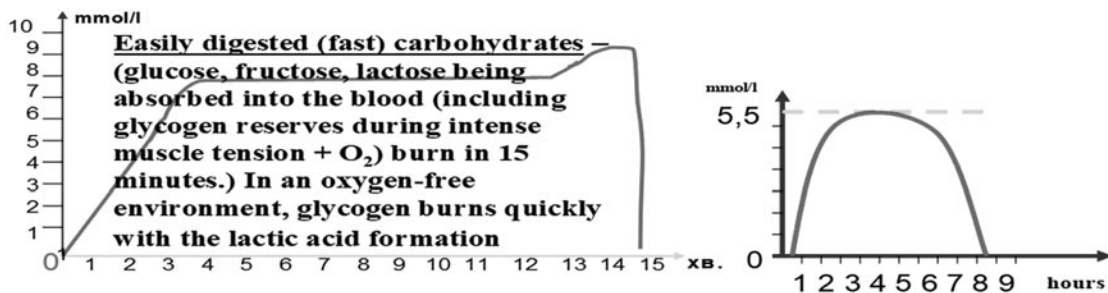 mmol/l
10
9
8
7
6
5
4
3
2
1
0
Easily digested (fast) carbohydrates –
(glucose, fructose, lactose being
absorbed into the blood (including
glycogen reserves during intense
muscle tension + O₂) burn in 15
minutes.) In an oxygen-free
environment, glycogen burns quickly
with the lactic acid formation
1 2 3 4 5 6 7 8 9 10 11 12 13 14 15 хв.
mmol/l
5,5
0
1 2 3 4 5 6 7 8 9 hours